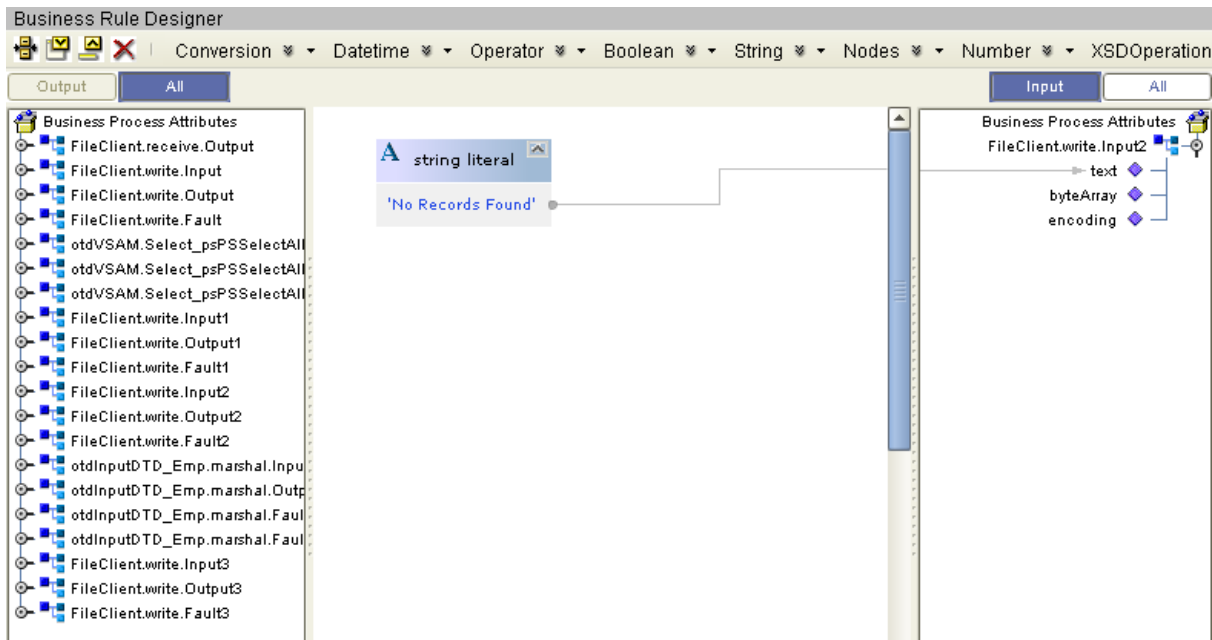 Business Rule Designer
Conversion Datetime Operator Boolean String Nodes Number XSDOperation
Output All Input All
Business Process Attributes
FileClient.receive.Output
FileClient.write.Input
FileClient.write.Output
FileClient.write.Fault
otdVSAM.Select_psPSSelectAll
otdVSAM.Select_psPSSelectAll
otdVSAM.Select_psPSSelectAll
FileClient.write.Input1
FileClient.write.Output1
FileClient.write.Fault1
FileClient.write.Input2
FileClient.write.Output2
FileClient.write.Fault2
otdInputDTD_Emp.marshal.Inpu
otdInputDTD_Emp.marshal.Outp
otdInputDTD_Emp.marshal.Faul
otdInputDTD_Emp.marshal.Faul
FileClient.write.Input3
FileClient.write.Output3
FileClient.write.Fault3
A string literal
'No Records Found'
Business Process Attributes
FileClient.write.Input2
text
byteArray
encoding